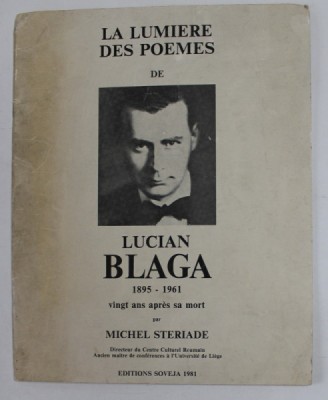 LA LUMIERE
DES POEMES
DE
LUCIAN
BLAGA
1895 - 1961
vingt ans après sa mort
par
MICHEL STERIADE
Directeur du Centre Culturel Roumain
Ancien maître de conférences à l'Université de Liège
EDITIONS SOVEJA 1981